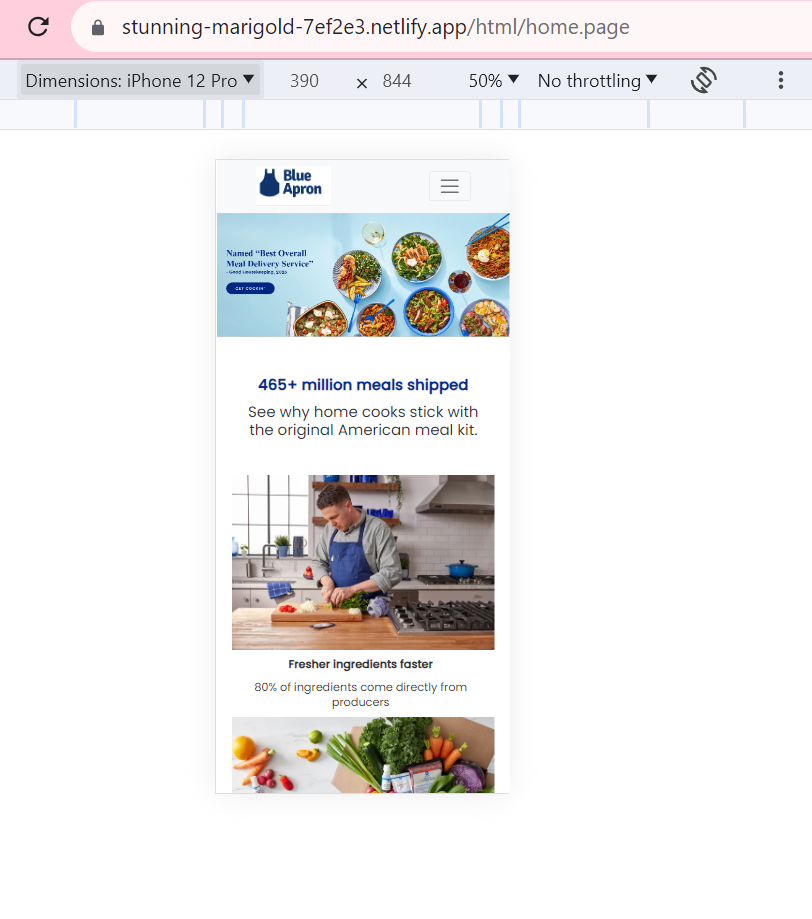 stunning-marigold-7ef2e3.netlify.app/html/home.page
Dimensions: iPhone 12 Pro 390 × 844 50% No throttling
Blue
Apron
Named “Best Overall
Meal Delivery Service”
- Good Housekeeping, 2023
GET COOKIN'
465+ million meals shipped
See why home cooks stick with
the original American meal kit.
Fresher ingredients faster
80% of ingredients come directly from
producers